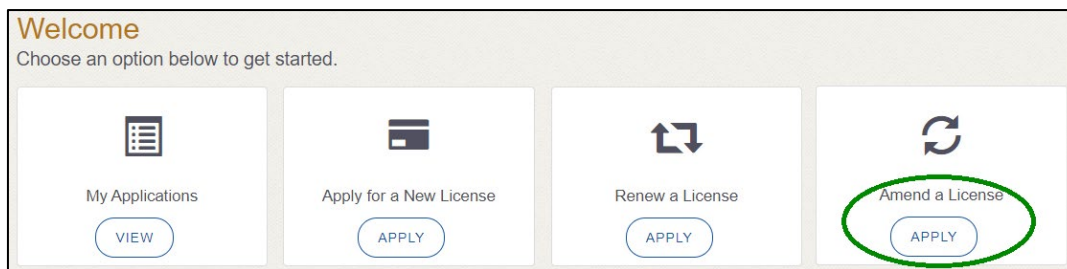 Welcome
Choose an option below to get started.
My Applications
Apply for a New License
Renew a License
Amend a License
VIEW
APPLY
APPLY
APPLY